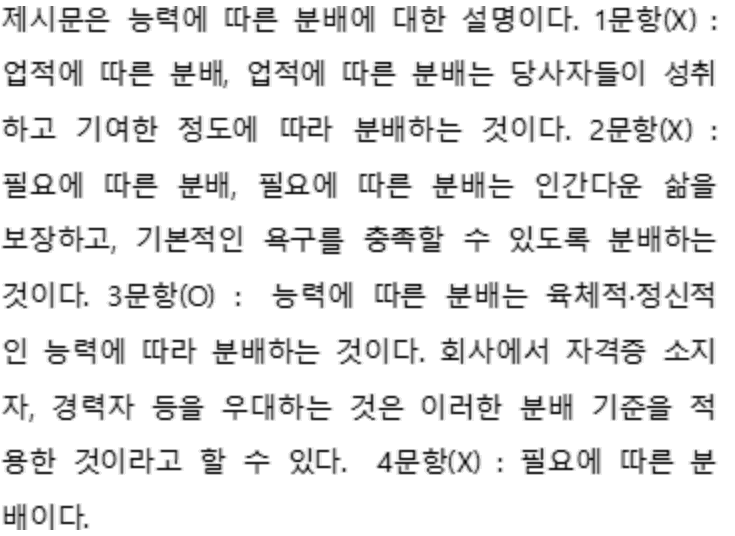 제시문은 능력에 따른 분배에 대한 설명이다. 1문항(X) :
업적에 따른 분배, 업적에 따른 분배는 당사자들이 성취
하고 기여한 정도에 따라 분배하는 것이다. 2문항(X) :
필요에 따른 분배, 필요에 따른 분배는 인간다운 삶을
보장하고, 기본적인 욕구를 충족할 수 있도록 분배하는
것이다. 3문항(O) : 능력에 따른 분배는 육체적·정신적
인 능력에 따라 분배하는 것이다. 회사에서 자격증 소지
자, 경력자 등을 우대하는 것은 이러한 분배 기준을 적
용한 것이라고 할 수 있다. 4문항(X) : 필요에 따른 분
배이다.